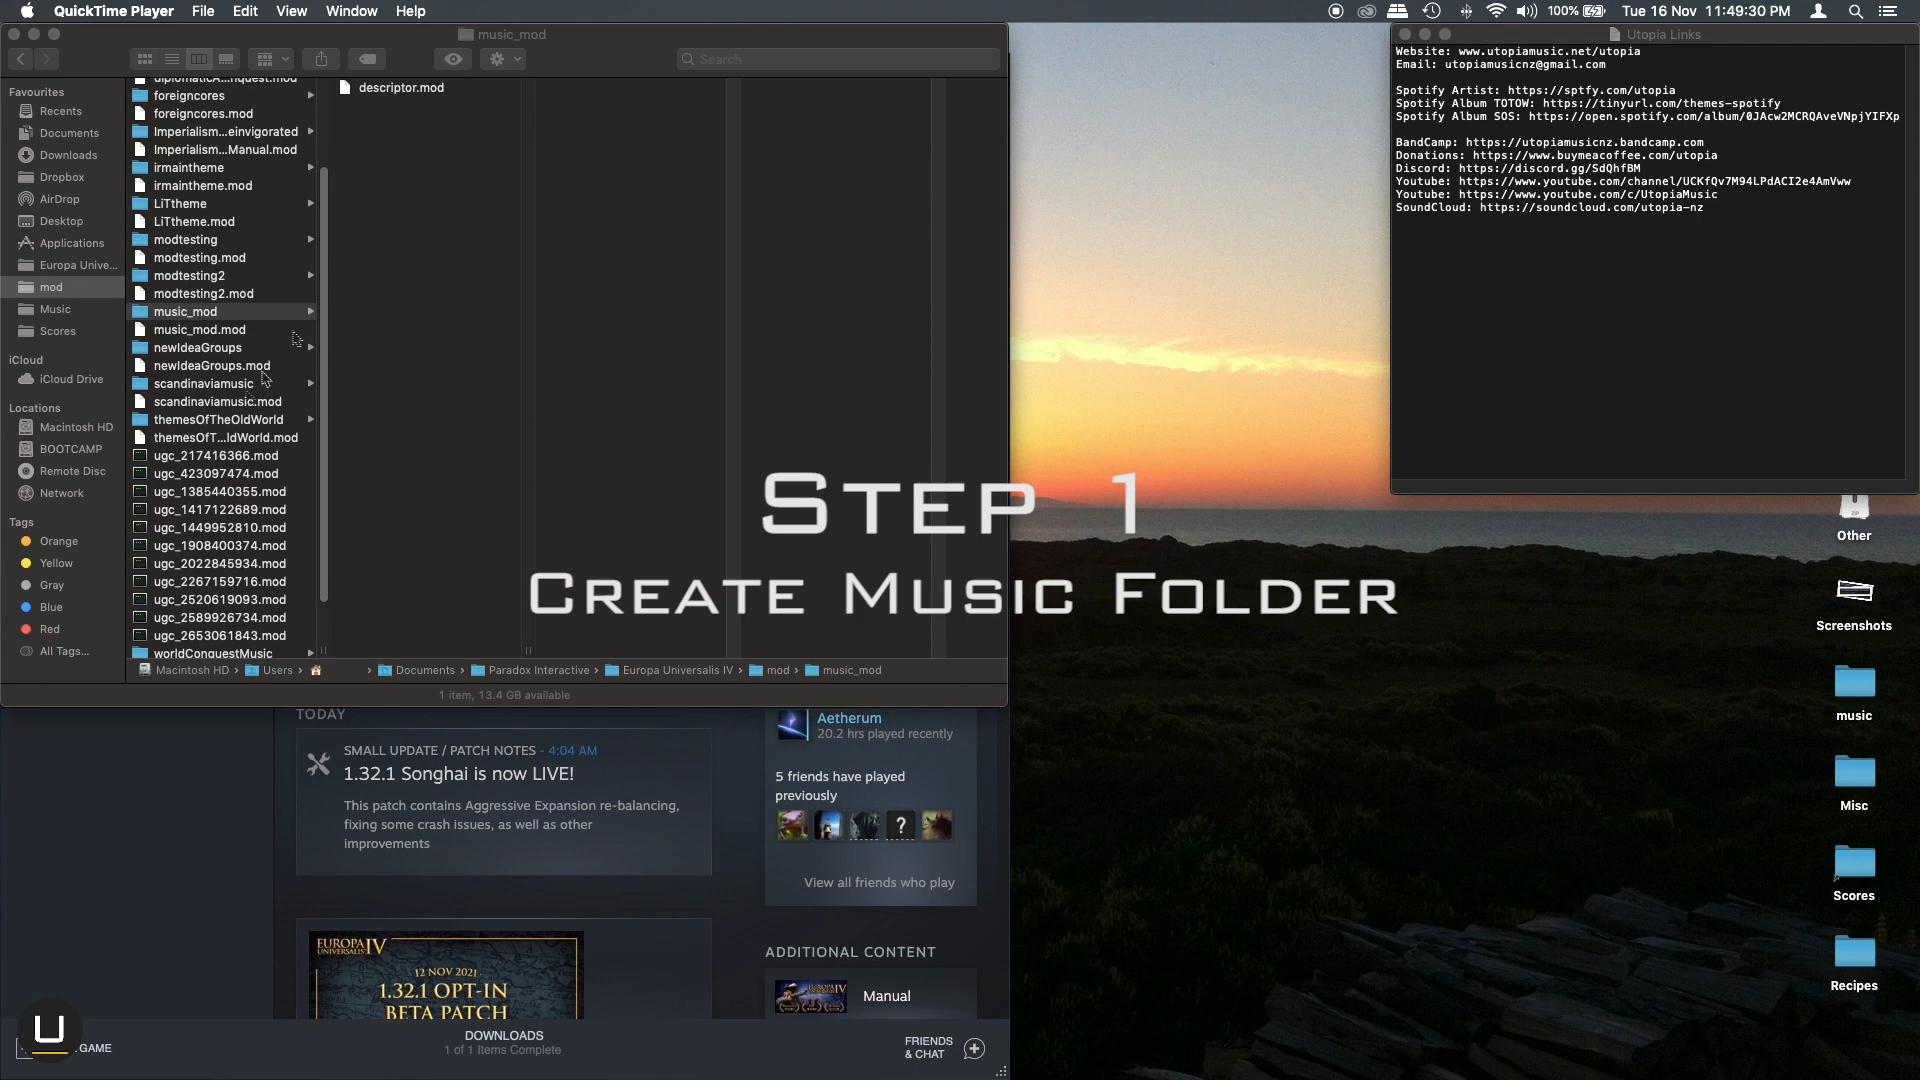 QuickTime Player File Edit View Window Help
100% Tue 16 Nov 11:49:30 PM
music_mod
Search
Favourites
Recents
Documents
Downloads
Dropbox
AirDrop
Desktop
Applications
Europa Unive...
mod
Music
Scores
iCloud
iCloud Drive
Locations
Macintosh HD
BOOTCAMP
Remote Disc
Network
Tags
Orange
Yellow
Gray
Blue
Red
All Tags...
foreigncores
foreigncores.mod
Imperialism...einvigorated
Imperialism...Manual.mod
irmaintheme
irmaintheme.mod
LiTtheme
LiTtheme.mod
modtesting
modtesting.mod
modtesting2
modtesting2.mod
music_mod
music_mod.mod
newIdeaGroups
newIdeaGroups.mod
scandinaviamusic
scandinaviamusic.mod
themesOfTheOldWorld
themesOfT...ldWorld.mod
ugc_217416366.mod
ugc_423097474.mod
ugc_1385440355.mod
ugc_1417122689.mod
ugc_1449952810.mod
ugc_1908400374.mod
ugc_2022845934.mod
ugc_2267159716.mod
ugc_2520619093.mod
ugc_2589926734.mod
ugc_2653061843.mod
worldConquestMusic
descriptor.mod
Macintosh HD › Users › › Documents › Paradox Interactive › Europa Universalis IV › mod › music_mod
1 item, 13.4 GB available
Utopia Links
Website: www.utopiamusic.net/utopia
Email: utopiamusicnz@gmail.com
Spotify Artist: https://sptfy.com/utopia
Spotify Album TOTOW: https://tinyurl.com/themes-spotify
Spotify Album SOS: https://open.spotify.com/album/0JAcw2MCRQAveVNpjYIFXp
BandCamp: https://utopiamusicnz.bandcamp.com
Donations: https://www.buymeacoffee.com/utopia
Discord: https://discord.gg/SdQhfBM
Youtube: https://www.youtube.com/channel/UCKfQv7M94LPdACI2e4AmVww
Youtube: https://www.youtube.com/c/UtopiaMusic
SoundCloud: https://soundcloud.com/utopia-nz
Step 1
Create Music Folder
ZIP
Other
Screenshots
music
Misc
Scores
Recipes
TODAY
SMALL UPDATE / PATCH NOTES - 4:04 AM
1.32.1 Songhai is now LIVE!
This patch contains Aggressive Expansion re-balancing,
fixing some crash issues, as well as other
improvements
Aetherum
20.2 hrs played recently
5 friends have played
previously
?
View all friends who play
EUROPA UNIVERSALIS IV
12 NOV 2021
1.32.1 OPT-IN
BETA PATCH
ADDITIONAL CONTENT
EUROPA UNIVERSALIS IV
Manual
U
GAME
DOWNLOADS
1 of 1 Items Complete
FRIENDS
& CHAT